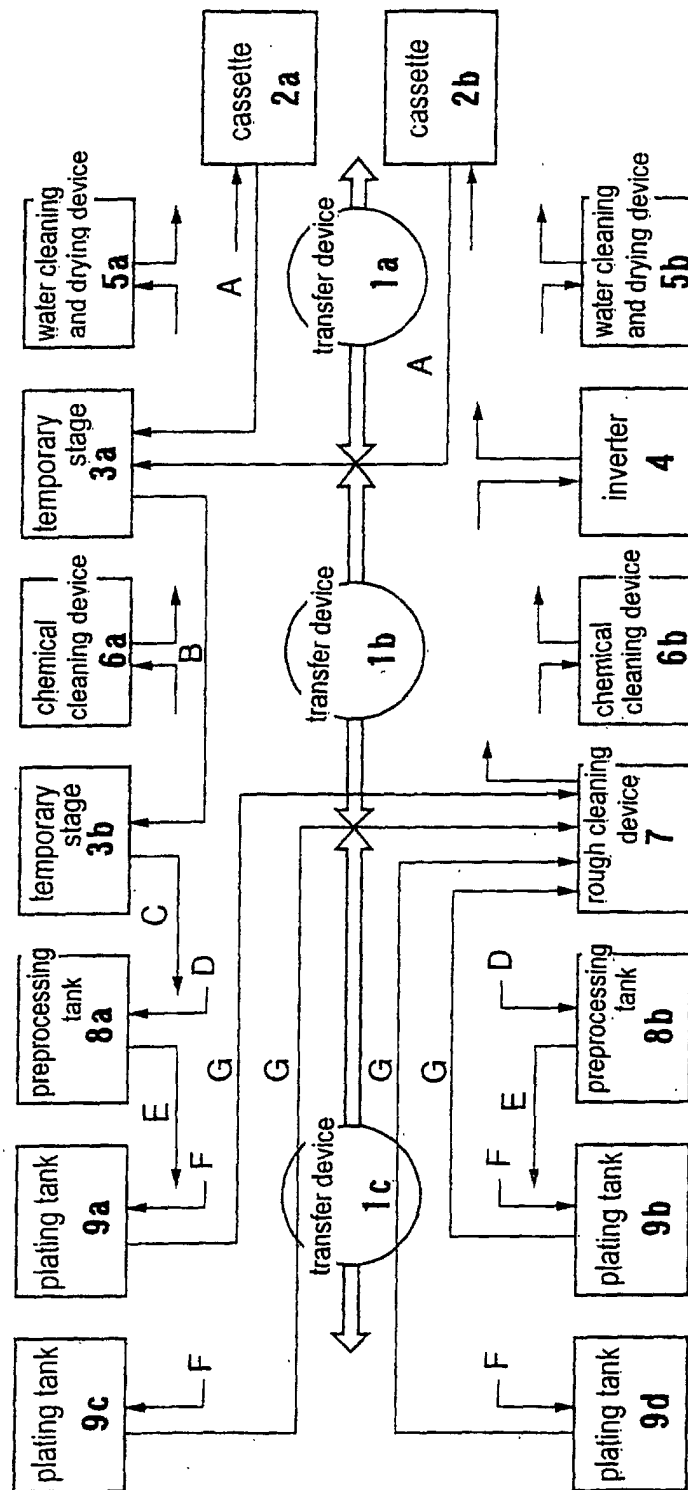 cassette
2a
cassette
2b
water cleaning
and drying device
5a
transfer device
1a
water cleaning
and drying device
5b
A
A
temporary
stage
3a
inverter
4
chemical
cleaning device
6a
B
transfer device
1b
chemical
cleaning device
6b
temporary
stage
3b
C
rough cleaning
device
7
preprocessing
tank
8a
D
E
G
G
G
G
D
preprocessing
tank
8b
E
plating tank
9a
F
transfer device
1c
F
plating tank
9b
plating tank
9c
F
F
plating tank
9d